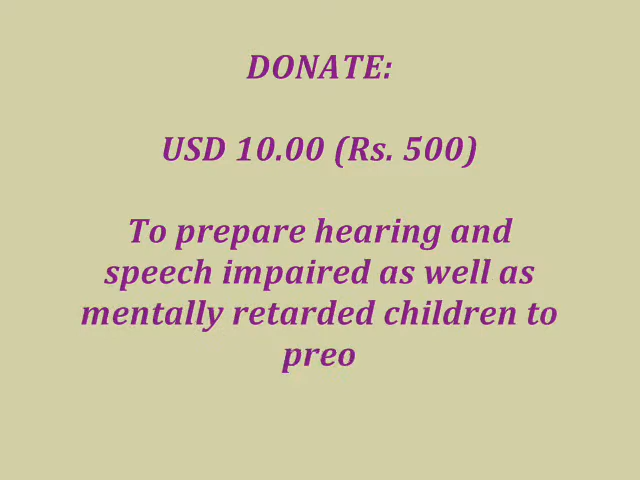 DONATE:
USD 10.00 (Rs. 500)
To prepare hearing and
speech impaired as well as
mentally retarded children to
preo